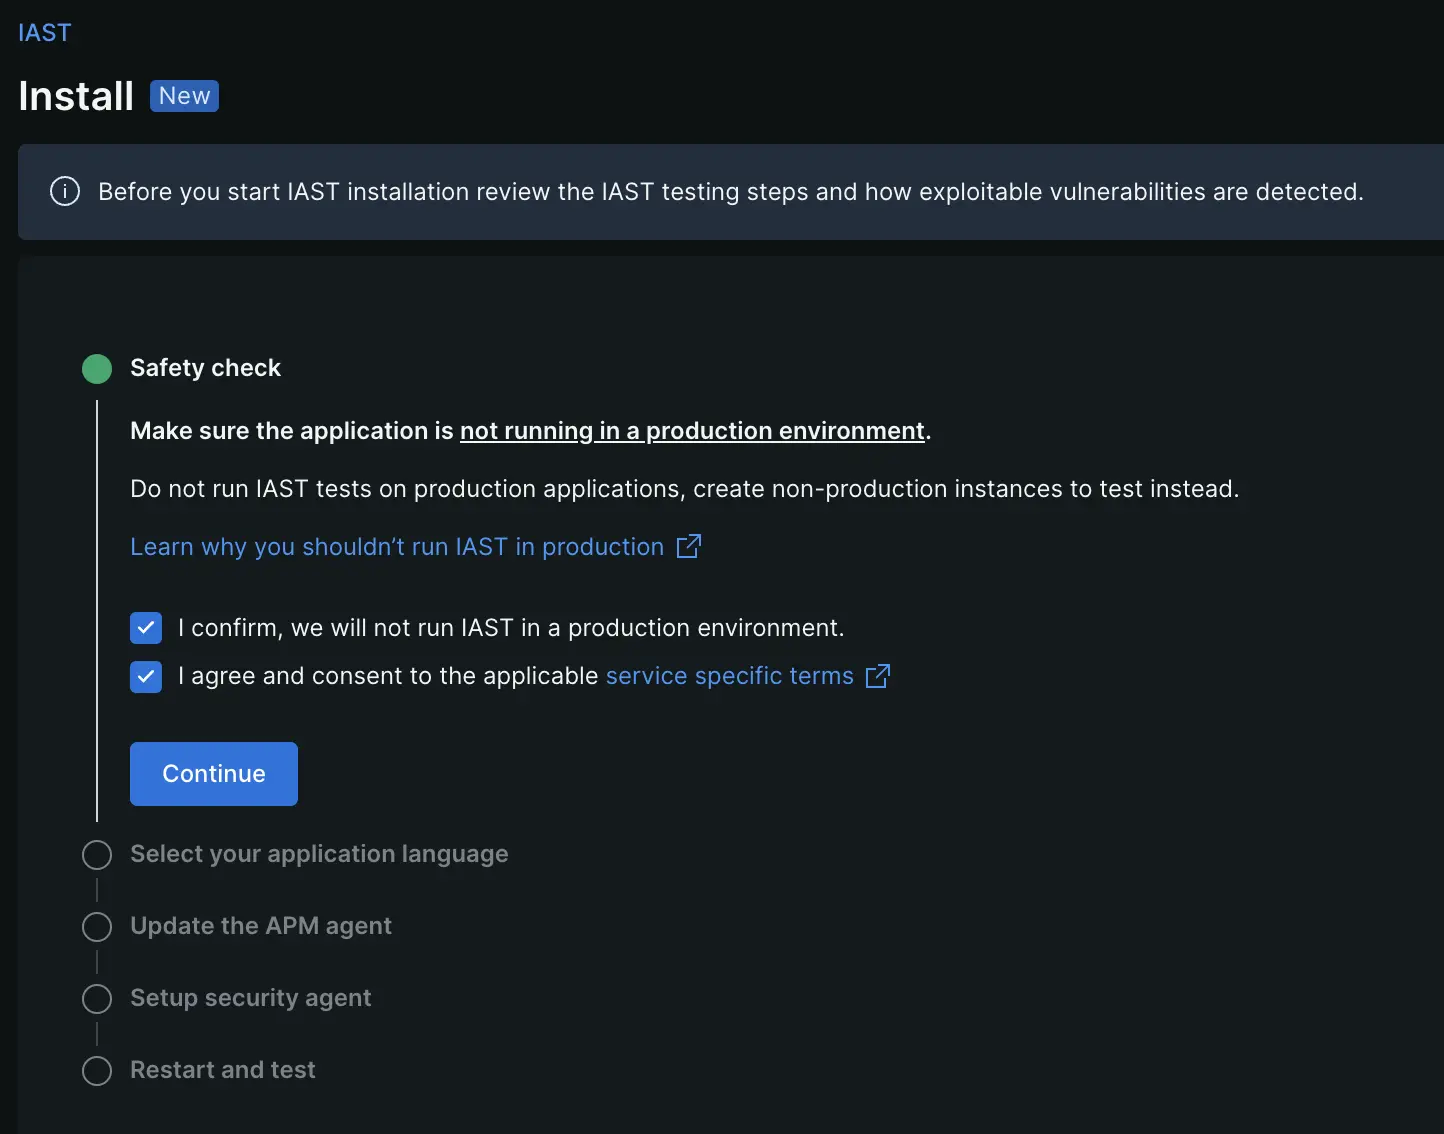 IAST
Install New
Before you start IAST installation review the IAST testing steps and how exploitable vulnerabilities are detected.
Safety check
Make sure the application is not running in a production environment.
Do not run IAST tests on production applications, create non-production instances to test instead.
Learn why you shouldn’t run IAST in production
I confirm, we will not run IAST in a production environment.
I agree and consent to the applicable service specific terms
Continue
Select your application language
Update the APM agent
Setup security agent
Restart and test